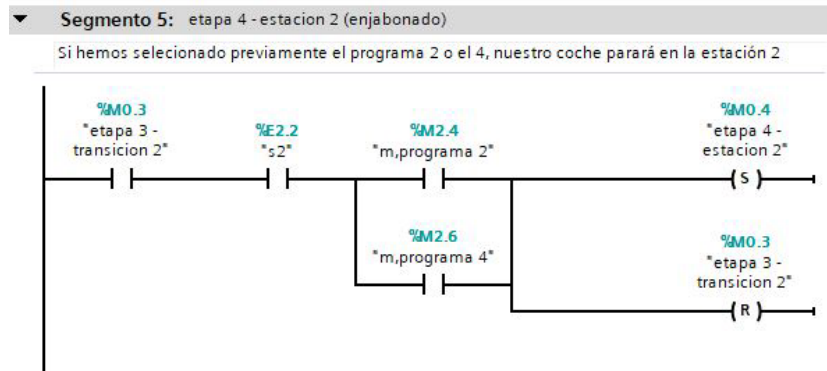 Segmento 5: etapa 4 - estacion 2 (enjabonado)
Si hemos selecionado previamente el programa 2 o el 4, nuestro coche parará en la estación 2
%M0.3
"etapa 3 -
transicion 2"
%E2.2
"s2"
%M2.4
"m,programa 2"
%M0.4
"etapa 4 -
estacion 2"
S
%M2.6
"m,programa 4"
%M0.3
"etapa 3 -
transicion 2"
R